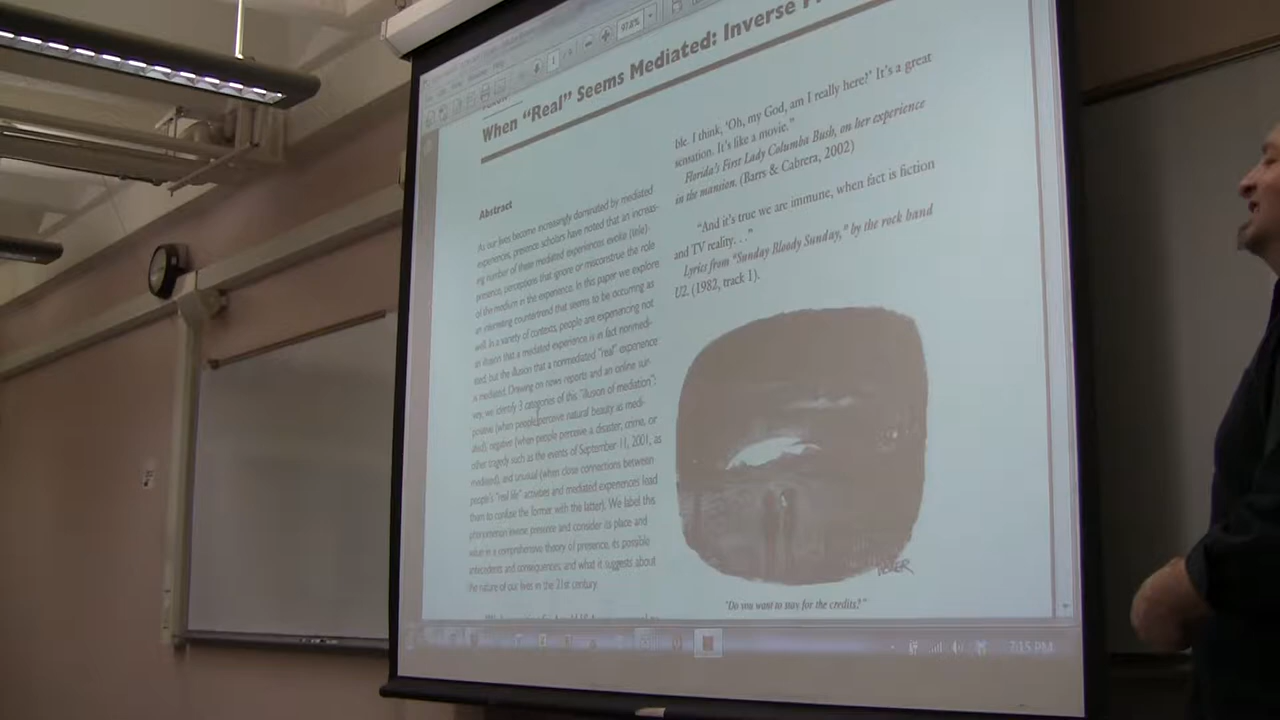 97.8%
When "Real" Seems Mediated: Inverse
Abstract
As our lives become increasingly dominated by mediated
experiences, presence scholars have noted that an increas-
ing number of these mediated experiences evoke (tele)-
presence, perceptions that ignore or misconstrue the role
of the medium in the experience. In this paper we explore
an interesting countertrend that seems to be occurring as
well. In a variety of contexts, people are experiencing not
an illusion that a mediated experience is in fact nonmedi-
ated, but the illusion that a nonmediated "real" experience
is mediated. Drawing on news reports and an online sur-
vey, we identify 3 categories of this "illusion of mediation":
positive (when people perceive natural beauty as medi-
ated), negative (when people perceive a disaster, crime, or
other tragedy such as the events of September 11, 2001, as
mediated), and unusual (when close connections between
people's "real life" activities and mediated experiences lead
them to confuse the former with the latter). We label this
phenomenon inverse presence and consider its place and
value in a comprehensive theory of presence, its possible
antecedents and consequences, and what it suggests about
the nature of our lives in the 21st century.
ble. I think, 'Oh, my God, am I really here!' It's a great
sensation. It's like a movie."
Florida's First Lady Columba Bush, on her experience
in the mansion. (Barrs & Cabrera, 2002)
"And it's true we are immune, when fact is fiction
and TV reality. . ."
Lyrics from "Sunday Bloody Sunday," by the rock band
U2. (1982, track 1).
"Do you want to stay for the credits?"
7:15 PM